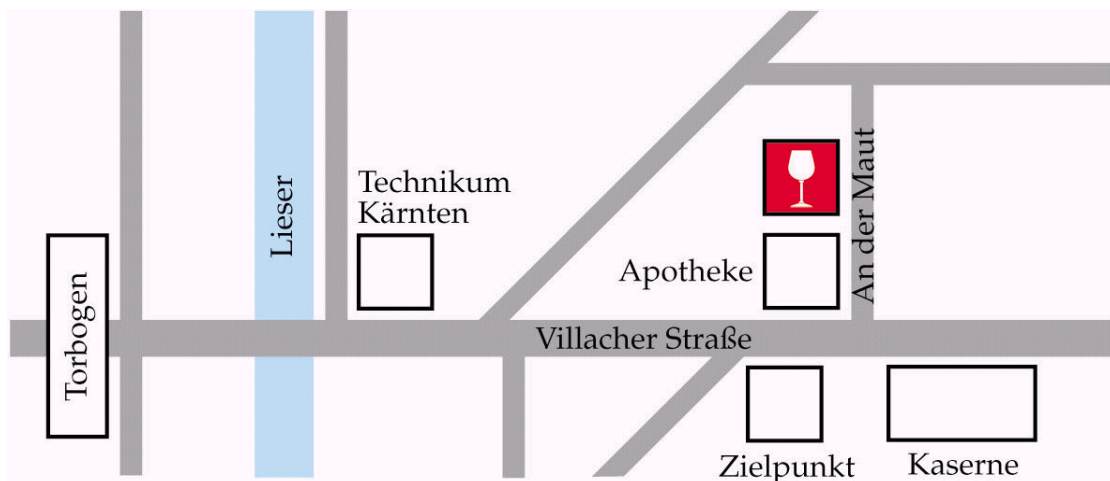 Technikum
Kärnten
Lieser
An der Maut
Torbogen
Apotheke
Villacher Straße
Zielpunkt
Kaserne